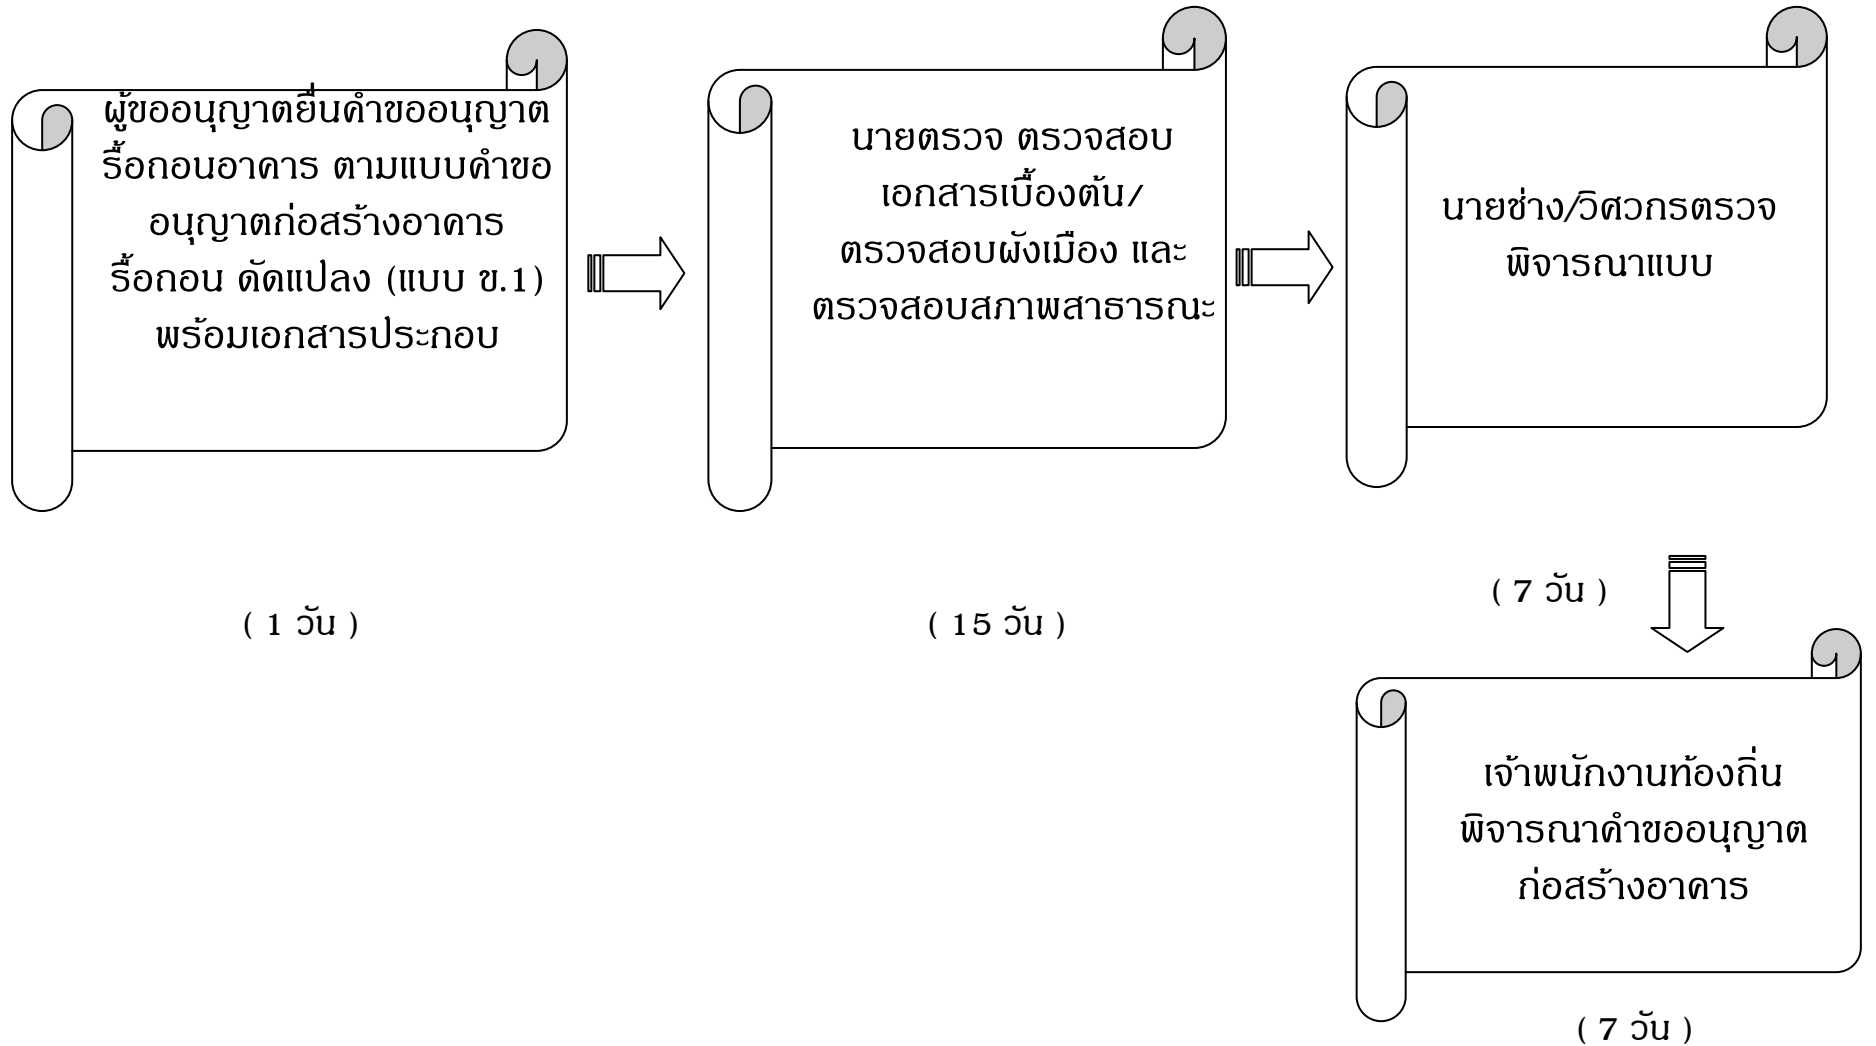 ผู้ขออนุญาตยื่นคำขออนุญาต
รื้อถอนอาคาร ตามแบบคำขอ
อนุญาตก่อสร้างอาคาร
รื้อถอน ดัดแปลง (แบบ ข.1)
พร้อมเอกสารประกอบ
( 1 วัน )
นายตรวจ ตรวจสอบ
เอกสารเบื้องต้น/
ตรวจสอบผังเมือง และ
ตรวจสอบสภาพสาธารณะ
( 15 วัน )
นายช่าง/วิศวกรตรวจ
พิจารณาแบบ
( 7 วัน )
เจ้าพนักงานท้องถิ่น
พิจารณาคำขออนุญาต
ก่อสร้างอาคาร
( 7 วัน )